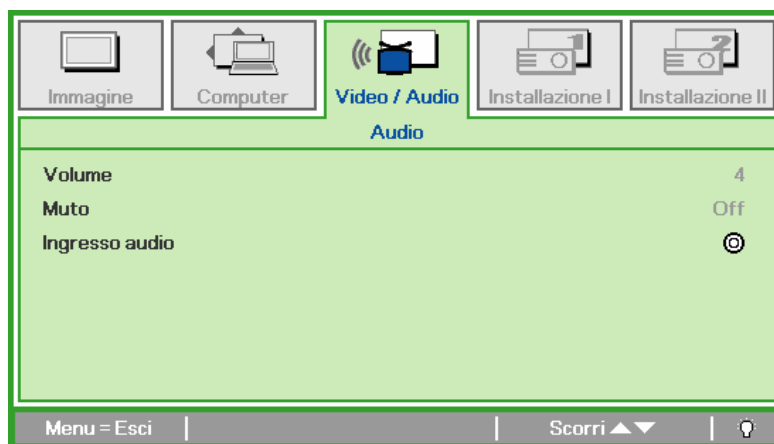 Immagine
Computer
Video / Audio
Installazione I
Installazione II
Audio
Volume 4
Muto Off
Ingresso audio
Menu = Esci
Scorri ▲▼